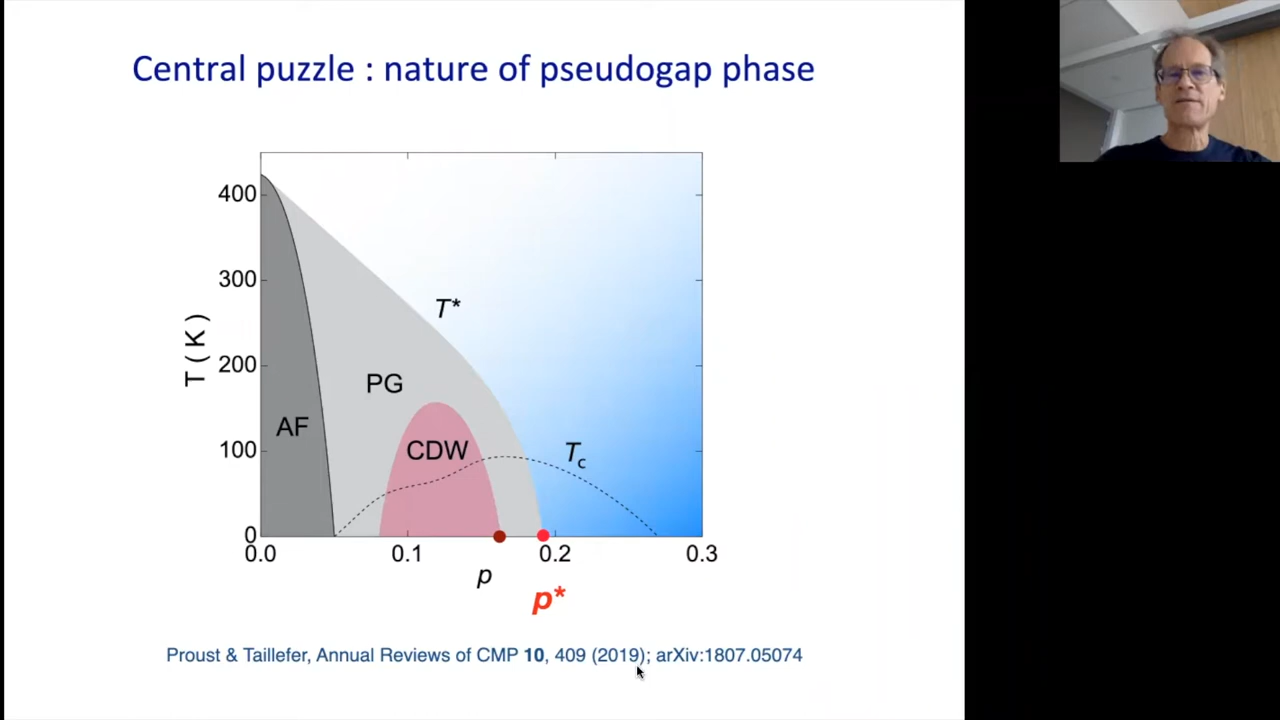 Central puzzle : nature of pseudogap phase
400
300
200
100
0
T ( K )
T*
PG
AF
CDW
Tc
0.0
0.1
0.2
0.3
p
p*
Proust & Taillefer, Annual Reviews of CMP 10, 409 (2019); arXiv:1807.05074